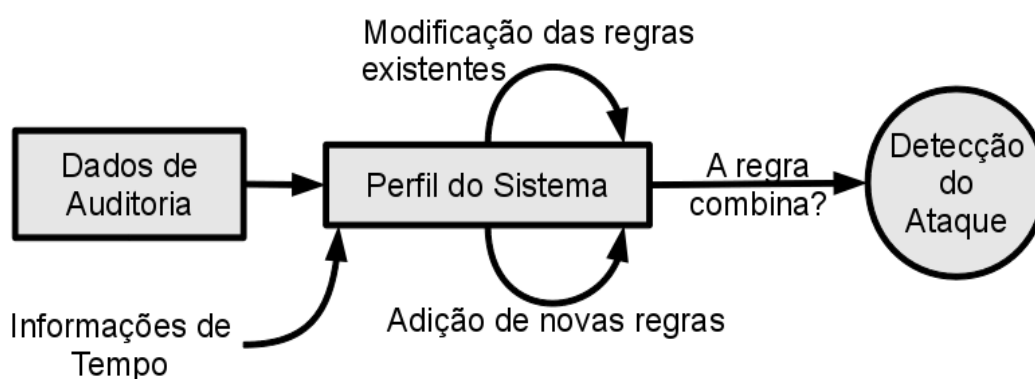 Modificação das regras
existentes
Dados de
Auditoria
Perfil do Sistema
A regra
combina?
Detecção
do
Ataque
Informações de
Tempo
Adição de novas regras